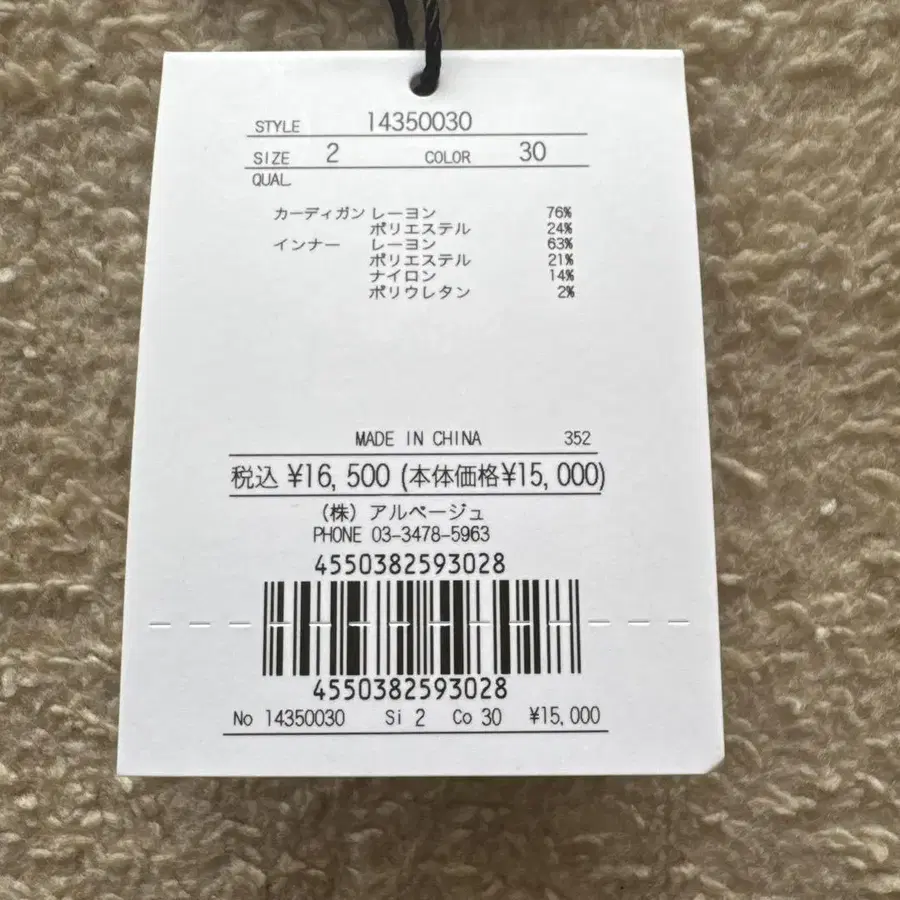 STYLE 14350030
SIZE 2 COLOR 30
QUAL
カーディガン レーヨン 76%
ポリエステル 24%
インナー レーヨン 63%
ポリエステル 21%
ナイロン 14%
ポリウレタン 2%
MADE IN CHINA 352
税込 ¥16,500 (本体価格¥15,000)
(株) アルページュ
PHONE 03-3478-5963
4550382593028
4550382593028
No 14350030 Si 2 Co 30 ¥15,000